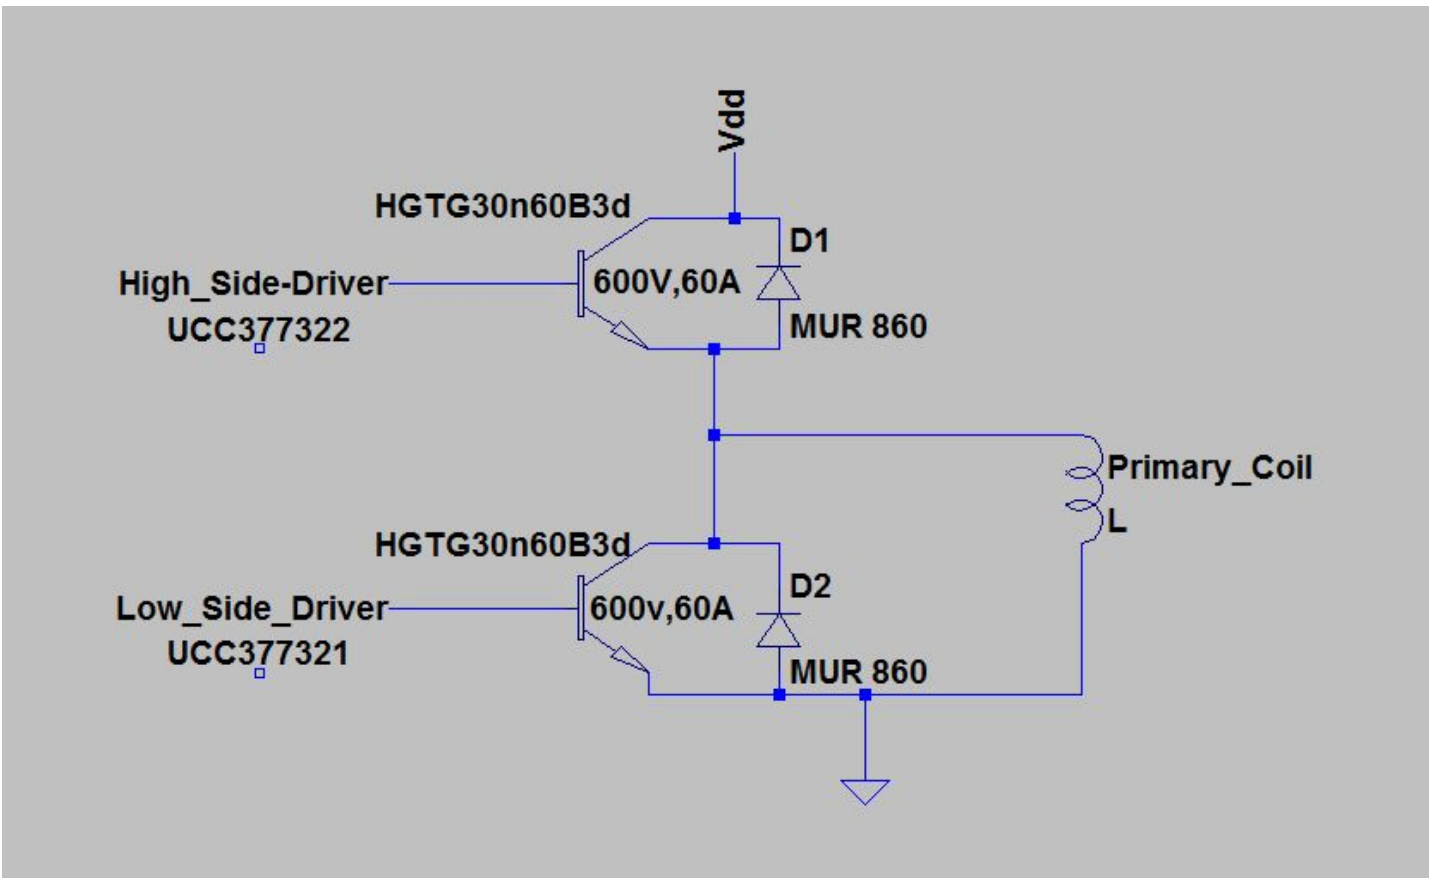 Vdd
HGTG30n60B3d
D1
High_Side-Driver
600V,60A
UCC377322
MUR 860
Primary_Coil
L
HGTG30n60B3d
D2
Low_Side_Driver
600v,60A
UCC377321
MUR 860